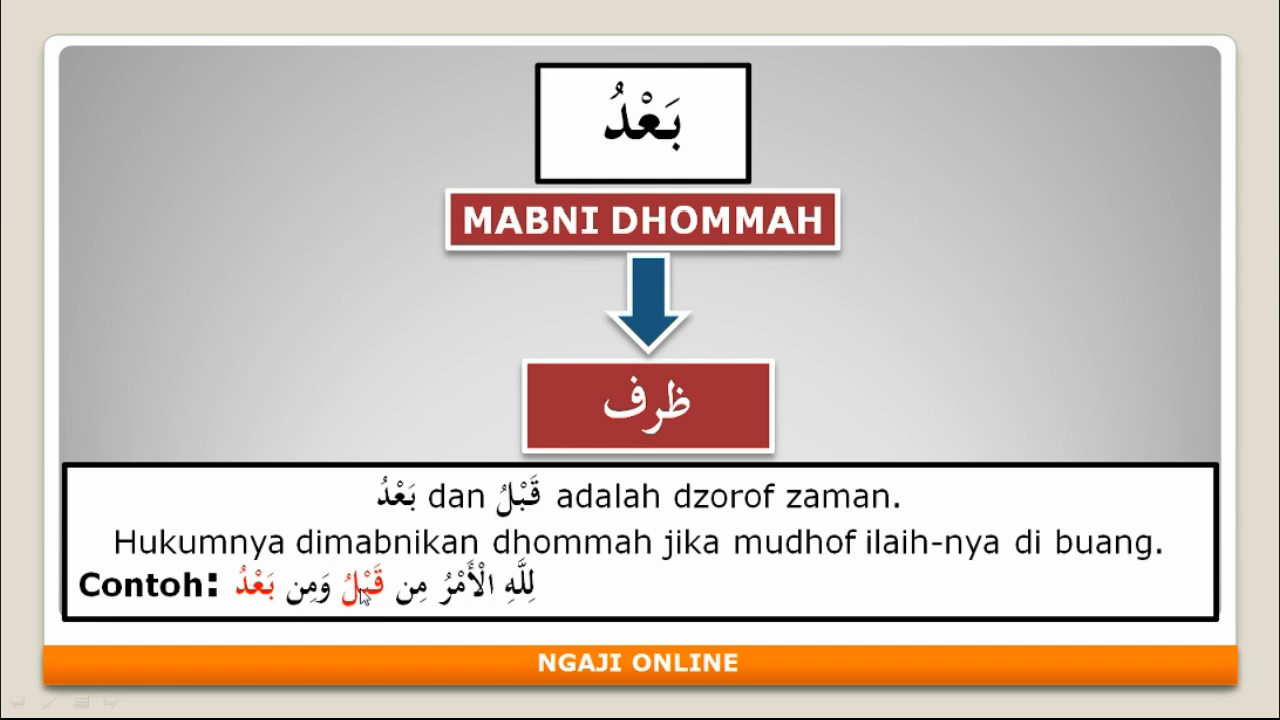 بَعْدُ
MABNI DHOMMAH
ظرف
بَعْدُ dan قَبْلُ adalah dzorof zaman.
Hukumnya dimabnikan dhommah jika mudhof ilaih-nya di buang.
Contoh: لِلَّهِ الْأَمْرُ مِن قَبْلُ وَمِن بَعْدُ
NGAJI ONLINE